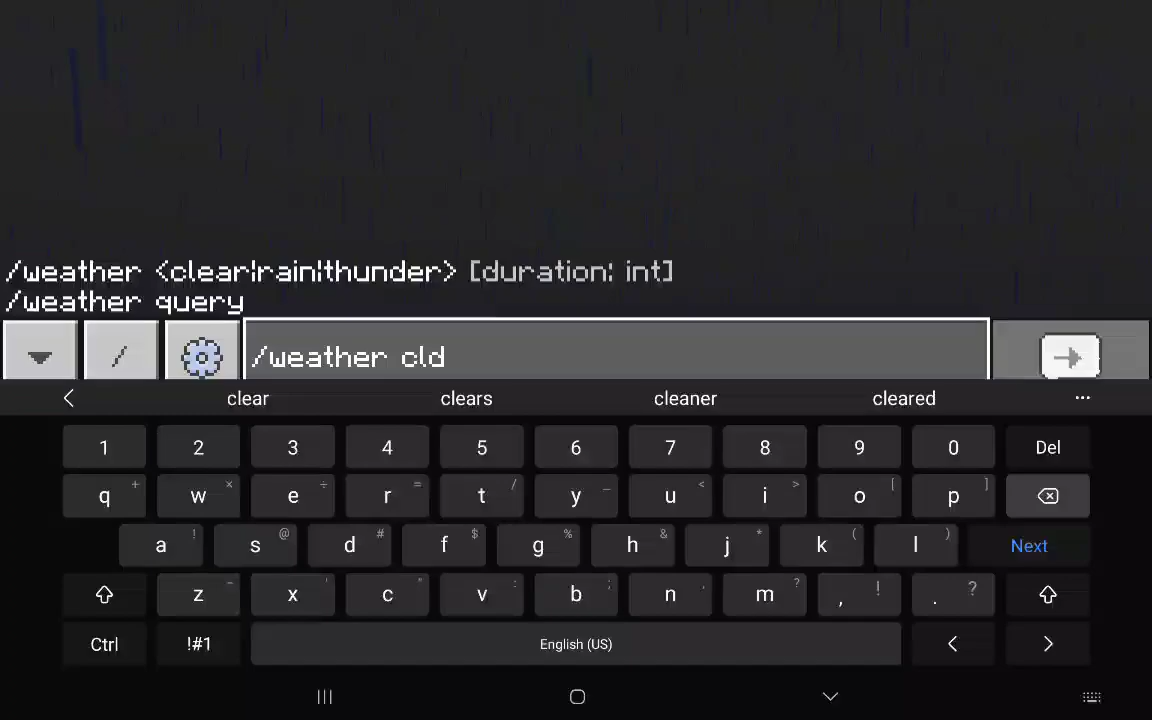 /weather <clear|rain|thunder> [duration: int]
/weather query
/ /weather cld
clear clears cleaner cleared ...
1 2 3 4 5 6 7 8 9 0 Del
q + w × e ÷ r = t / y _ u < i > o [ p ]
a ! s @ d # f $ g % h & j * k ( l ) Next
z - x ' c " v : b ; n , m ? , ! . ?
Ctrl !#1 English (US) < >